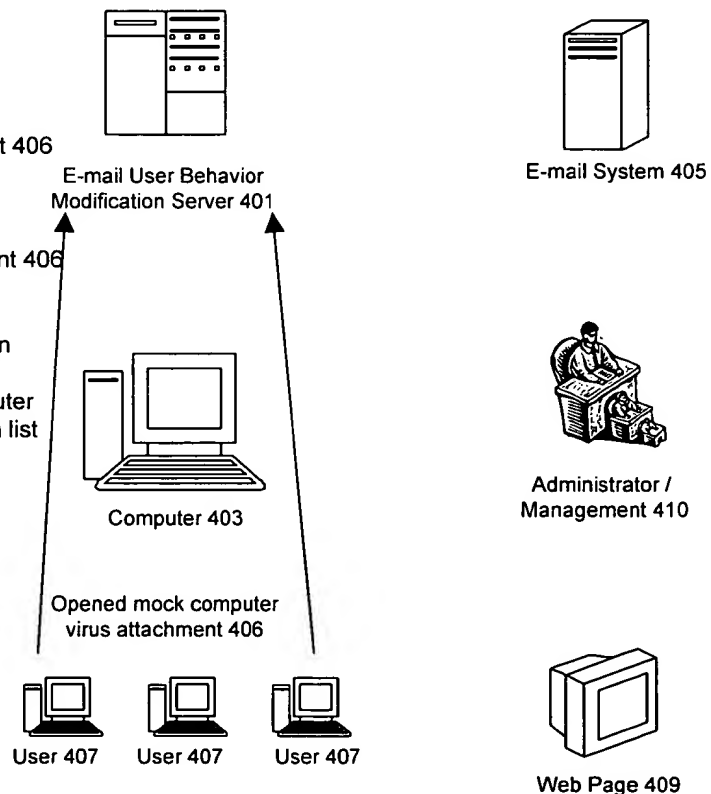 t 406
E-mail User Behavior
Modification Server 401
E-mail System 405
nt 406
n
uter
list
Computer 403
Administrator /
Management 410
Opened mock computer
virus attachment 406
User 407
User 407
User 407
Web Page 409